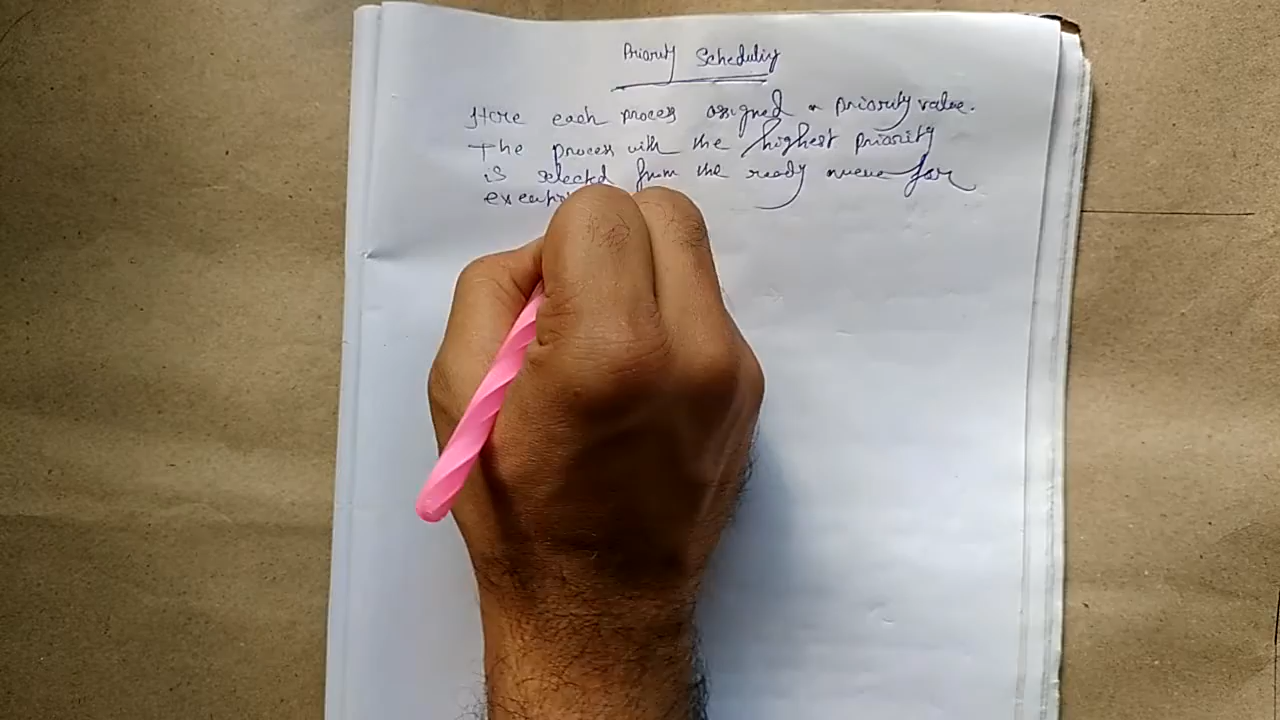 Priority Scheduling
Here each process assigned a priority value.
The process with the highest priority
is selected from the ready queue for